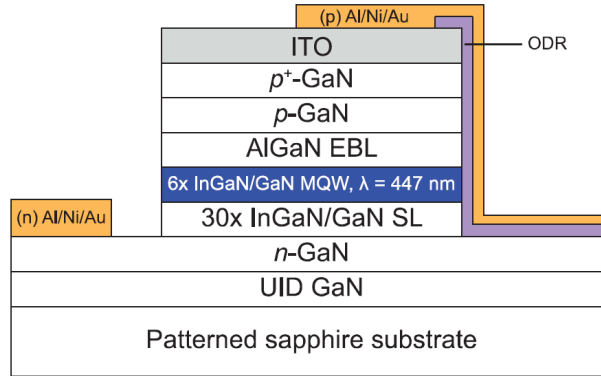 (p) Al/Ni/Au
ODR
ITO
p⁺-GaN
p-GaN
AlGaN EBL
6x InGaN/GaN MQW, λ = 447 nm
(n) Al/Ni/Au
30x InGaN/GaN SL
n-GaN
UID GaN
Patterned sapphire substrate